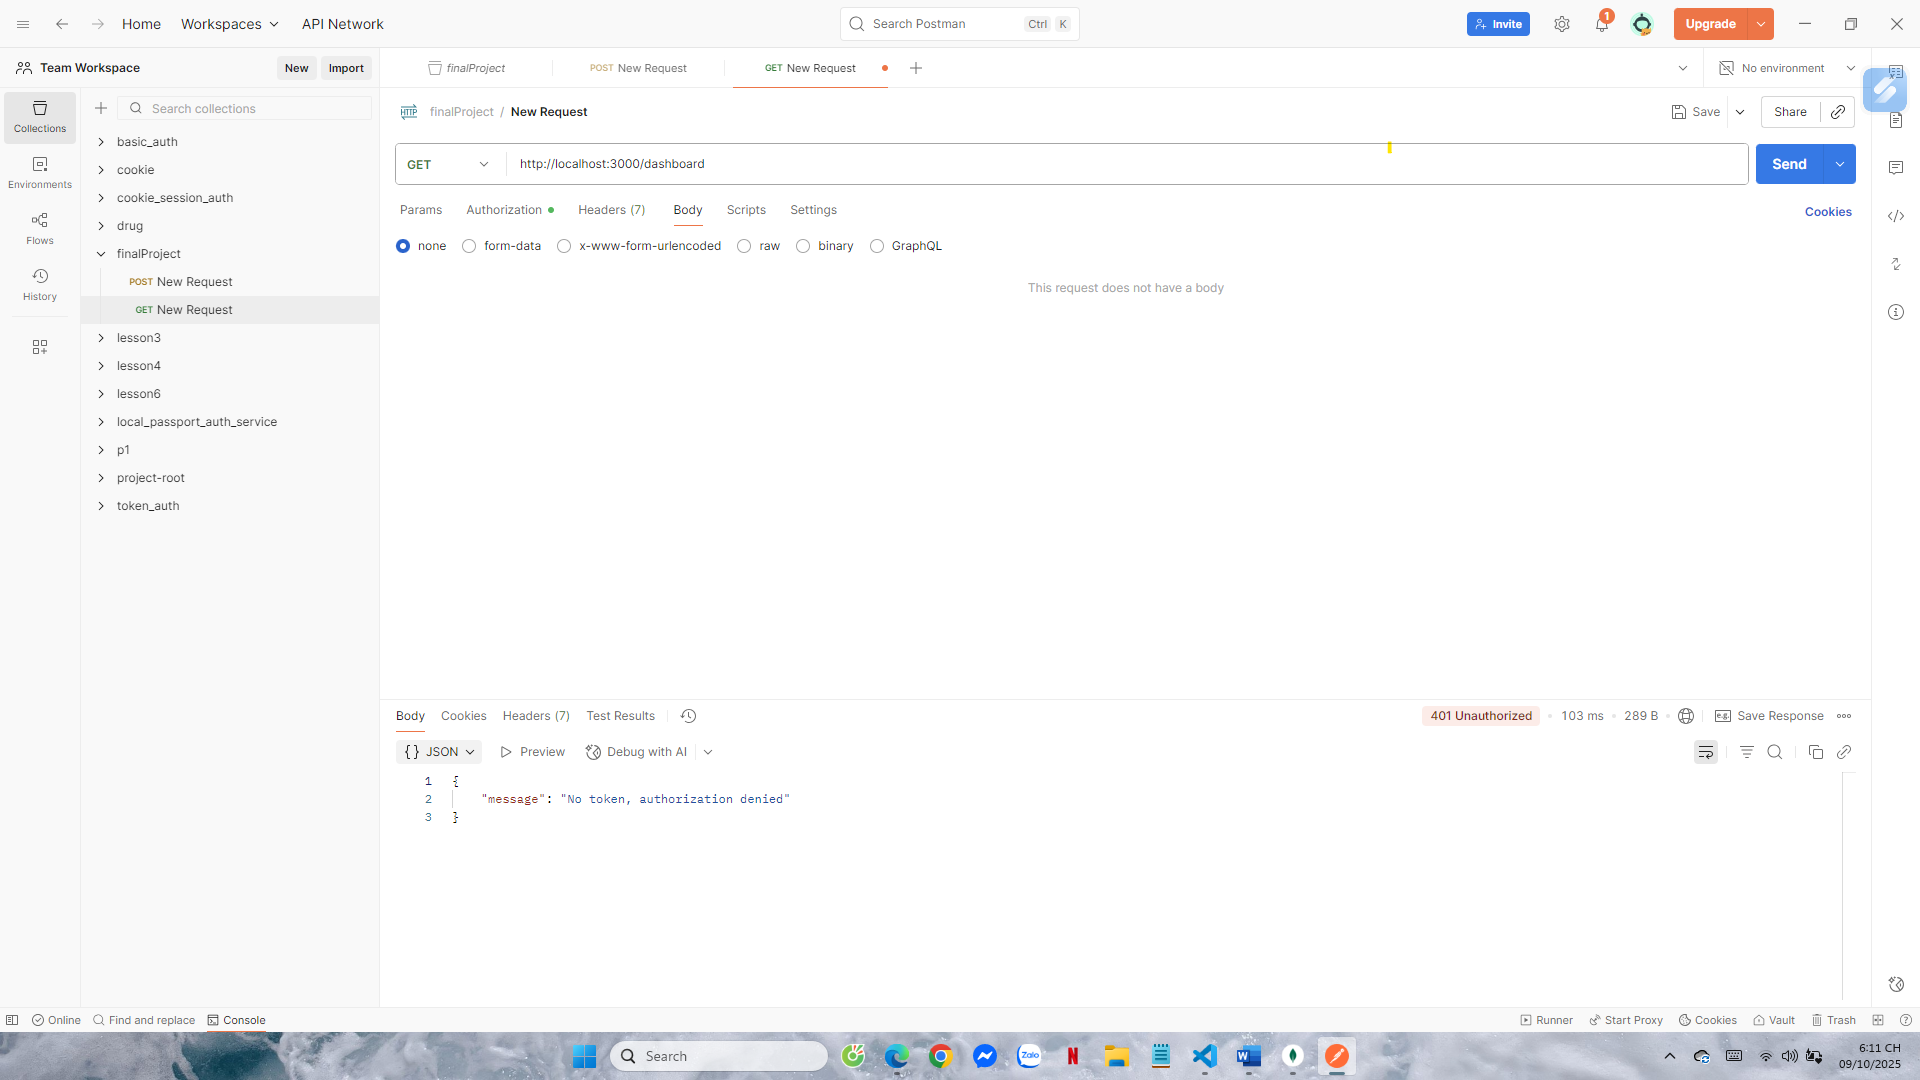 Home
Workspaces
API Network
Search Postman
Ctrl
K
Invite
1
Upgrade
Team Workspace
New
Import
finalProject
POST New Request
GET New Request
No environment
Collections
Search collections
finalProject / New Request
Save
Share
basic_auth
GET
http://localhost:3000/dashboard
Send
cookie
Environments
cookie_session_auth
Params
Authorization
Headers (7)
Body
Scripts
Settings
Cookies
drug
Flows
none
form-data
x-www-form-urlencoded
raw
binary
GraphQL
finalProject
POST New Request
This request does not have a body
History
GET New Request
lesson3
lesson4
lesson6
local_passport_auth_service
p1
project-root
token_auth
Body
Cookies
Headers (7)
Test Results
401 Unauthorized
103 ms
289 B
e.g.
Save Response
{} JSON
Preview
Debug with AI
1 {
2 "message": "No token, authorization denied"
3 }
Online
Find and replace
Console
Runner
Start Proxy
Cookies
Vault
Trash
Search
Zalo
N
W
6:11 CH
09/10/2025